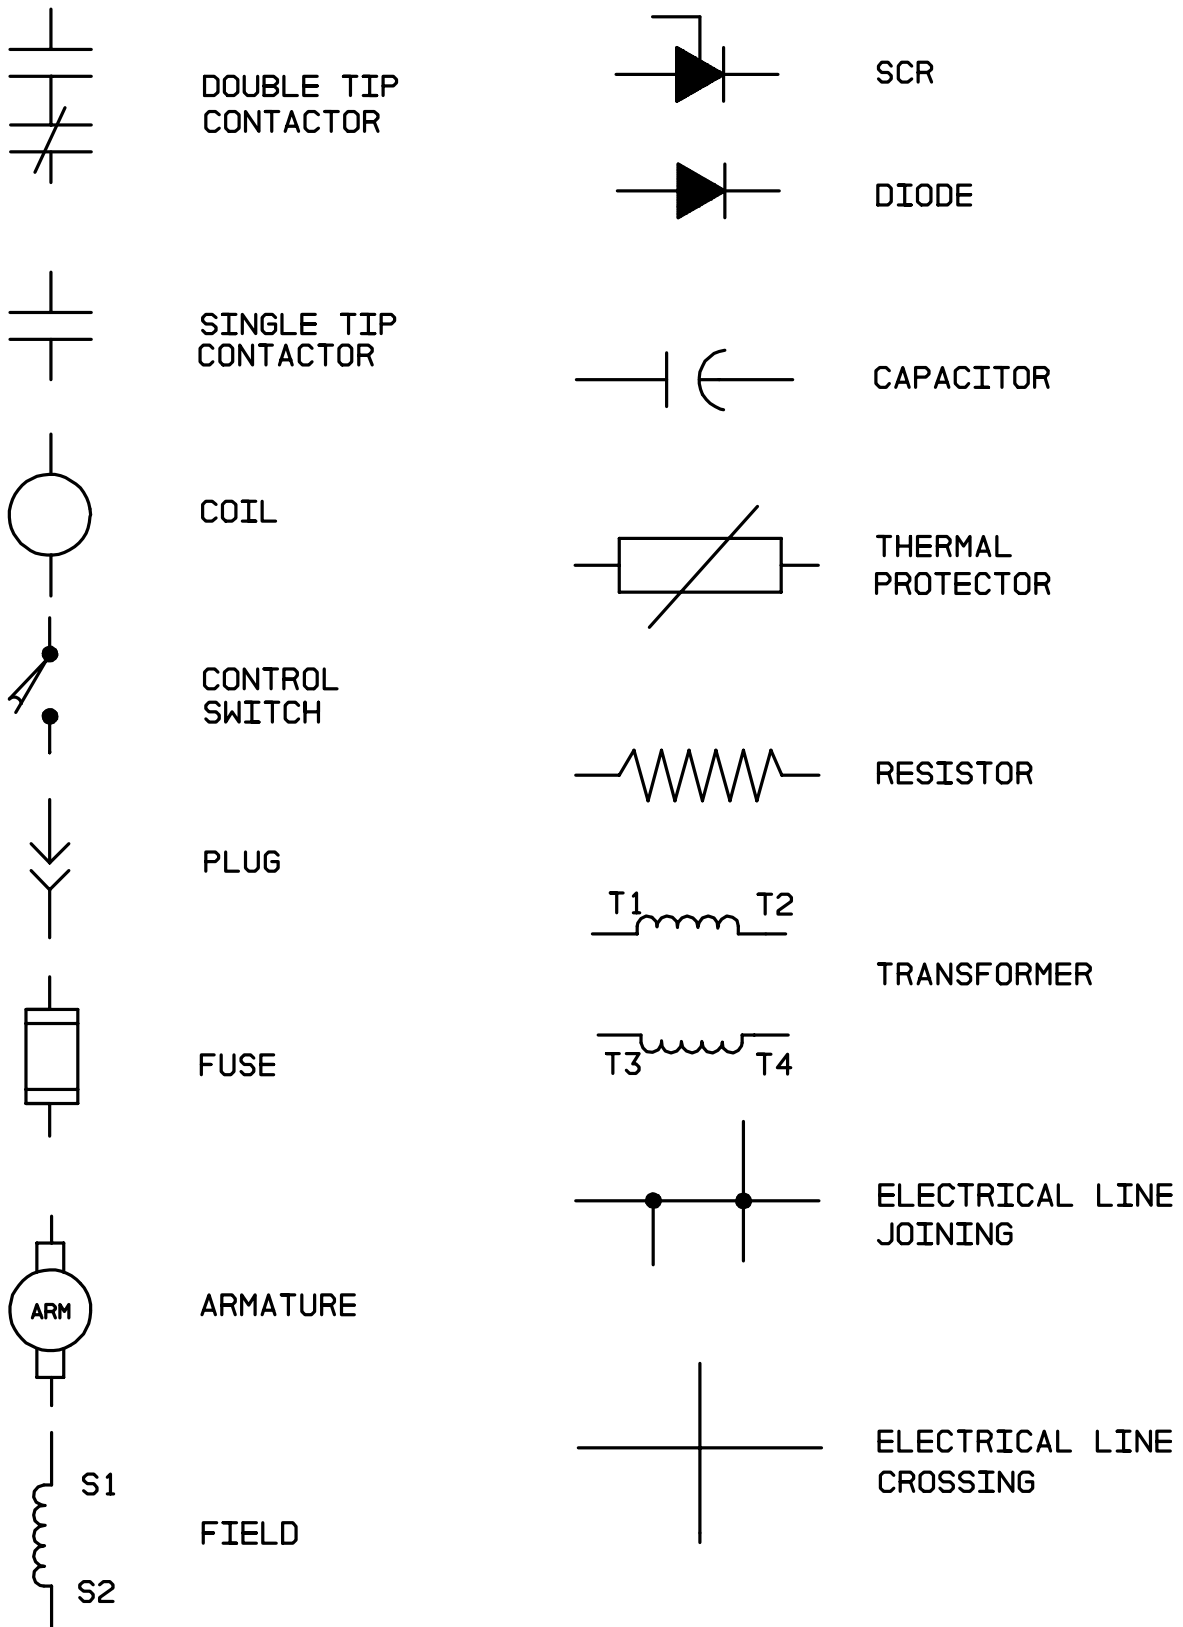 DOUBLE TIP
CONTACTOR
SINGLE TIP
CONTACTOR
COIL
CONTROL
SWITCH
PLUG
FUSE
ARM
ARMATURE
S1
FIELD
S2
SCR
DIODE
CAPACITOR
THERMAL
PROTECTOR
RESISTOR
T1 T2
TRANSFORMER
T3 T4
ELECTRICAL LINE
JOINING
ELECTRICAL LINE
CROSSING